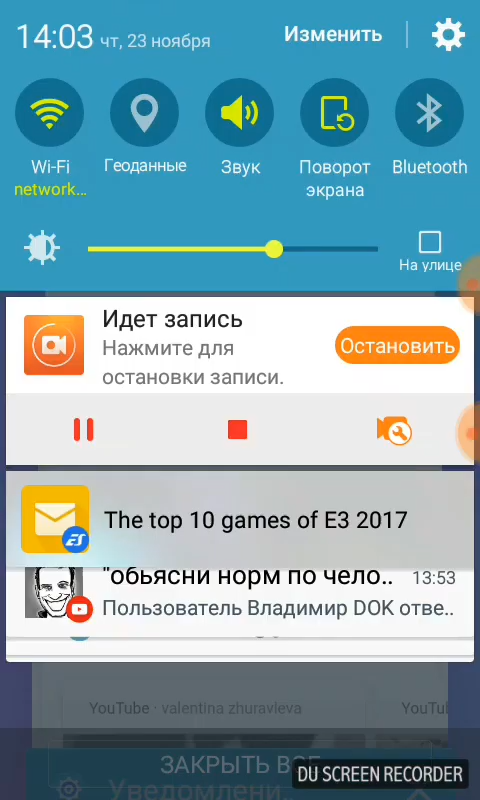 14:03 чт, 23 ноября
Изменить
Wi-Fi
network...
Геоданные
Звук
Поворот
экрана
Bluetooth
На улице
Идет запись
Нажмите для
остановки записи.
Остановить
The top 10 games of E3 2017
"обьясни норм по чело.. 13:53
Пользователь Владимир DOK отве..
YouTube · valentina zhuravleva
YouTu
ЗАКРЫТЬ ВСЕ
Уведомлени
DU SCREEN RECORDER